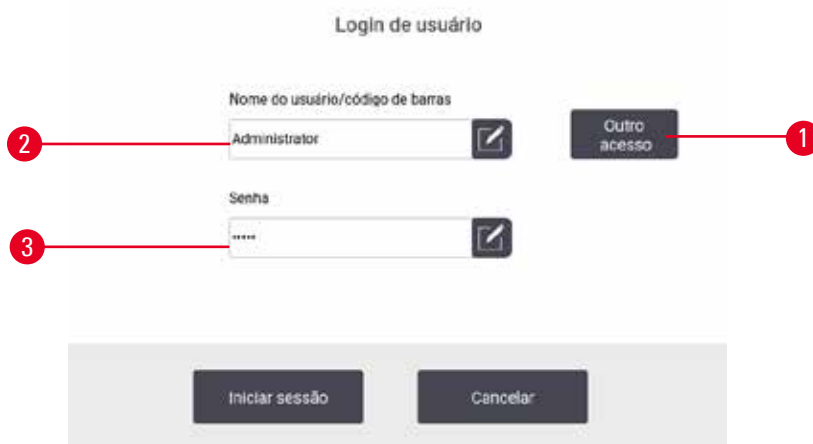 Login de usuário
Nome do usuário/código de barras
2
Administrator
Outro
acesso
1
Senha
3
•••••
Iniciar sessão
Cancelar